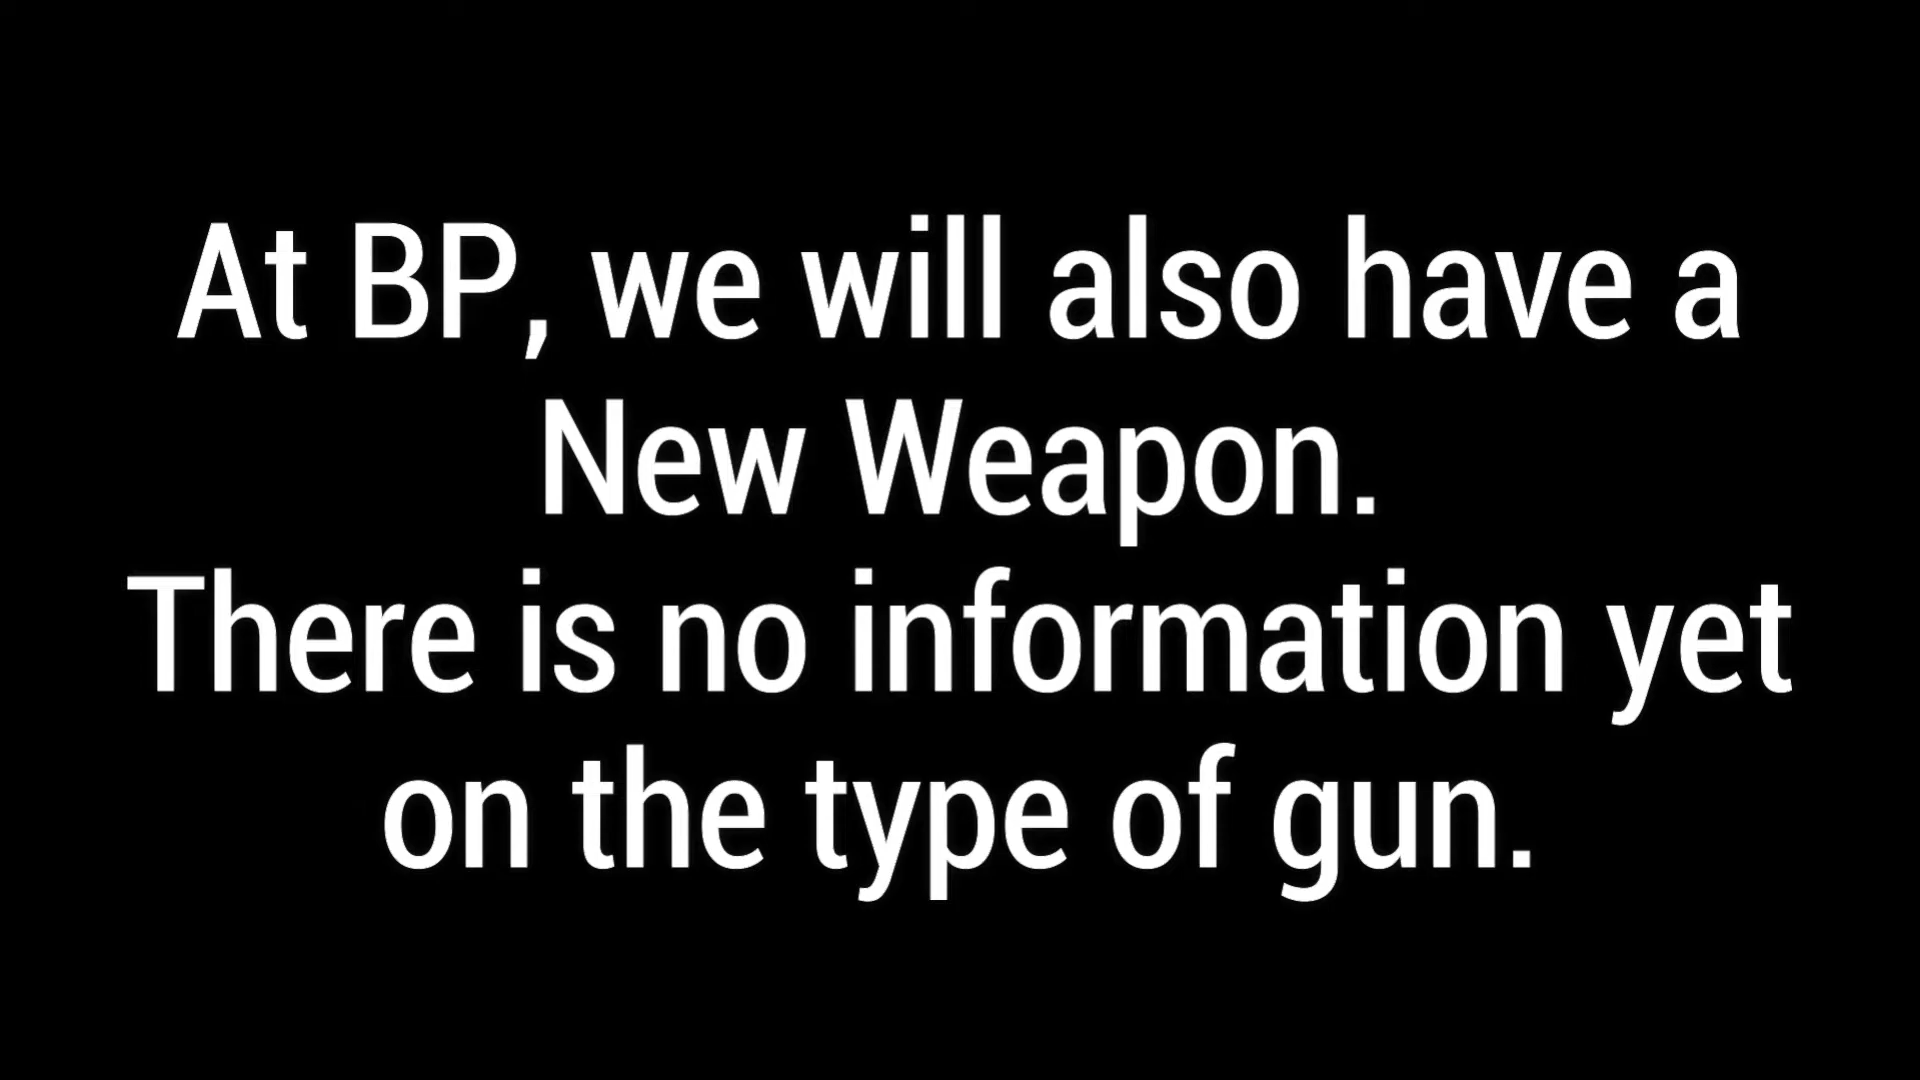 At BP, we will also have a
New Weapon.
There is no information yet
on the type of gun.